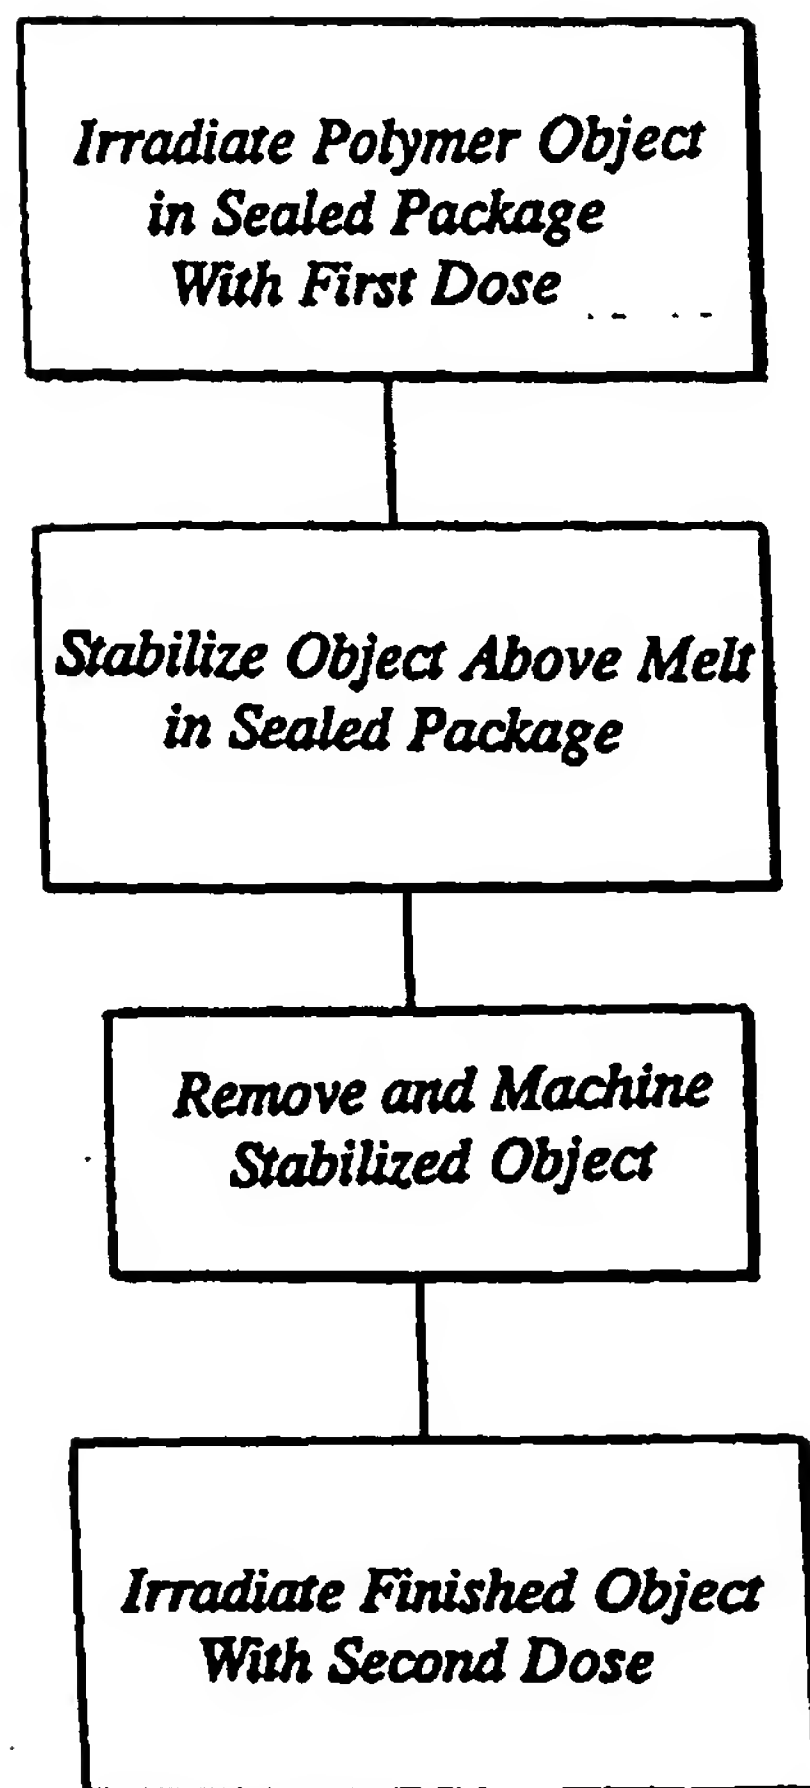 Irradiate Polymer Object
in Sealed Package
With First Dose
Stabilize Object Above Melt
in Sealed Package
Remove and Machine
Stabilized Object
Irradiate Finished Object
With Second Dose